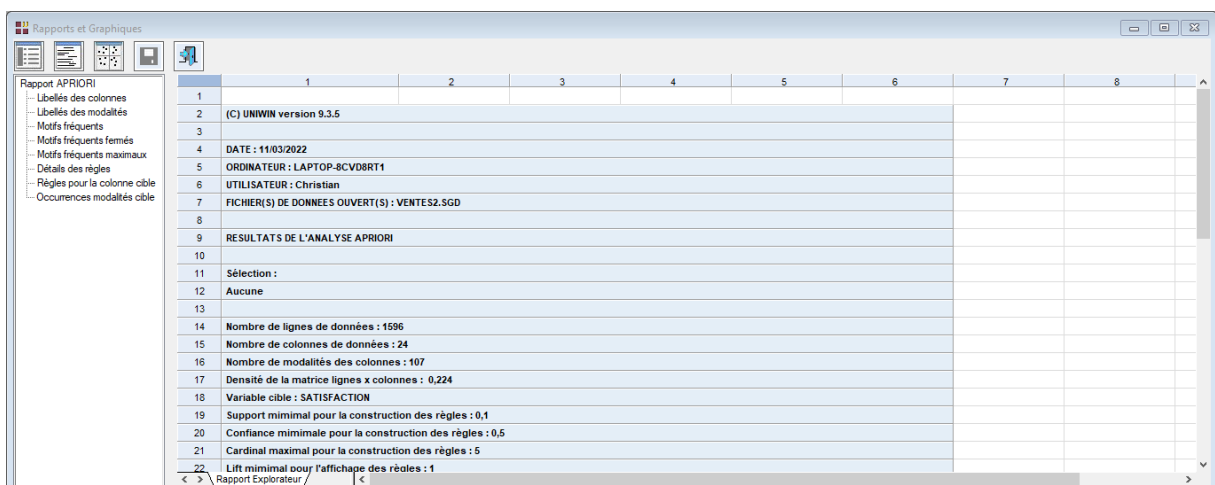 Rapports et Graphiques
Rapport APRIORI
Libellés des colonnes
Libellés des modalités
Motifs fréquents
Motifs fréquents fermés
Motifs fréquents maximaux
Détails des règles
Règles pour la colonne cible
Occurrences modalités cible
1 2 3 4 5 6 7 8
1
2 (C) UNIWIN version 9.3.5
3
4 DATE : 11/03/2022
5 ORDINATEUR : LAPTOP-8CVD8RT1
6 UTILISATEUR : Christian
7 FICHIER(S) DE DONNEES OUVERT(S) : VENTES2.SGD
8
9 RESULTATS DE L'ANALYSE APRIORI
10
11 Sélection :
12 Aucune
13
14 Nombre de lignes de données : 1596
15 Nombre de colonnes de données : 24
16 Nombre de modalités des colonnes : 107
17 Densité de la matrice lignes x colonnes : 0,224
18 Variable cible : SATISFACTION
19 Support mimimal pour la construction des règles : 0,1
20 Confiance mimimale pour la construction des règles : 0,5
21 Cardinal maximal pour la construction des règles : 5
22 Lift mimimal pour l'affichage des règles : 1
Rapport Explorateur